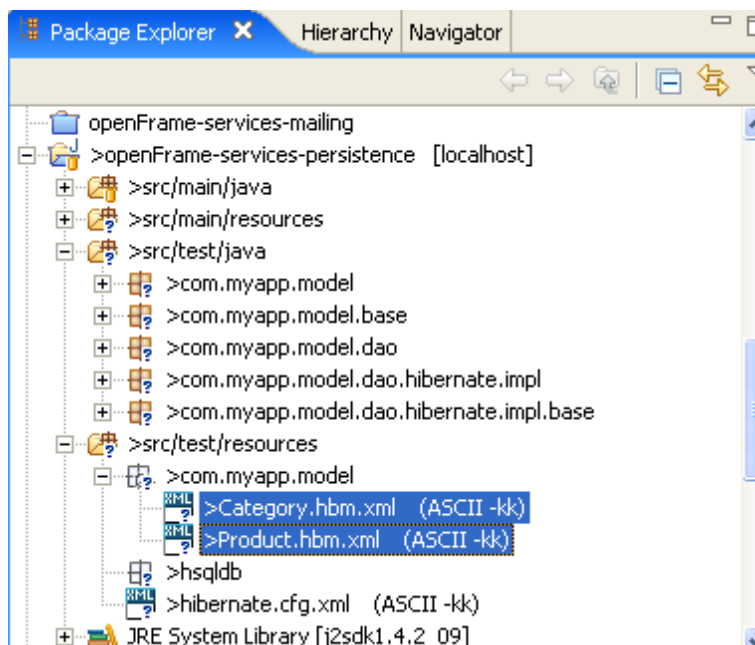 Package Explorer Hierarchy Navigator
openFrame-services-mailing
>openFrame-services-persistence [localhost]
>src/main/java
>src/main/resources
>src/test/java
>com.myapp.model
>com.myapp.model.base
>com.myapp.model.dao
>com.myapp.model.dao.hibernate.impl
>com.myapp.model.dao.hibernate.impl.base
>src/test/resources
>com.myapp.model
>Category.hbm.xml (ASCII -kk)
>Product.hbm.xml (ASCII -kk)
>hsqldb
>hibernate.cfg.xml (ASCII -kk)
JRE System Library [j2sdk1.4.2_09]